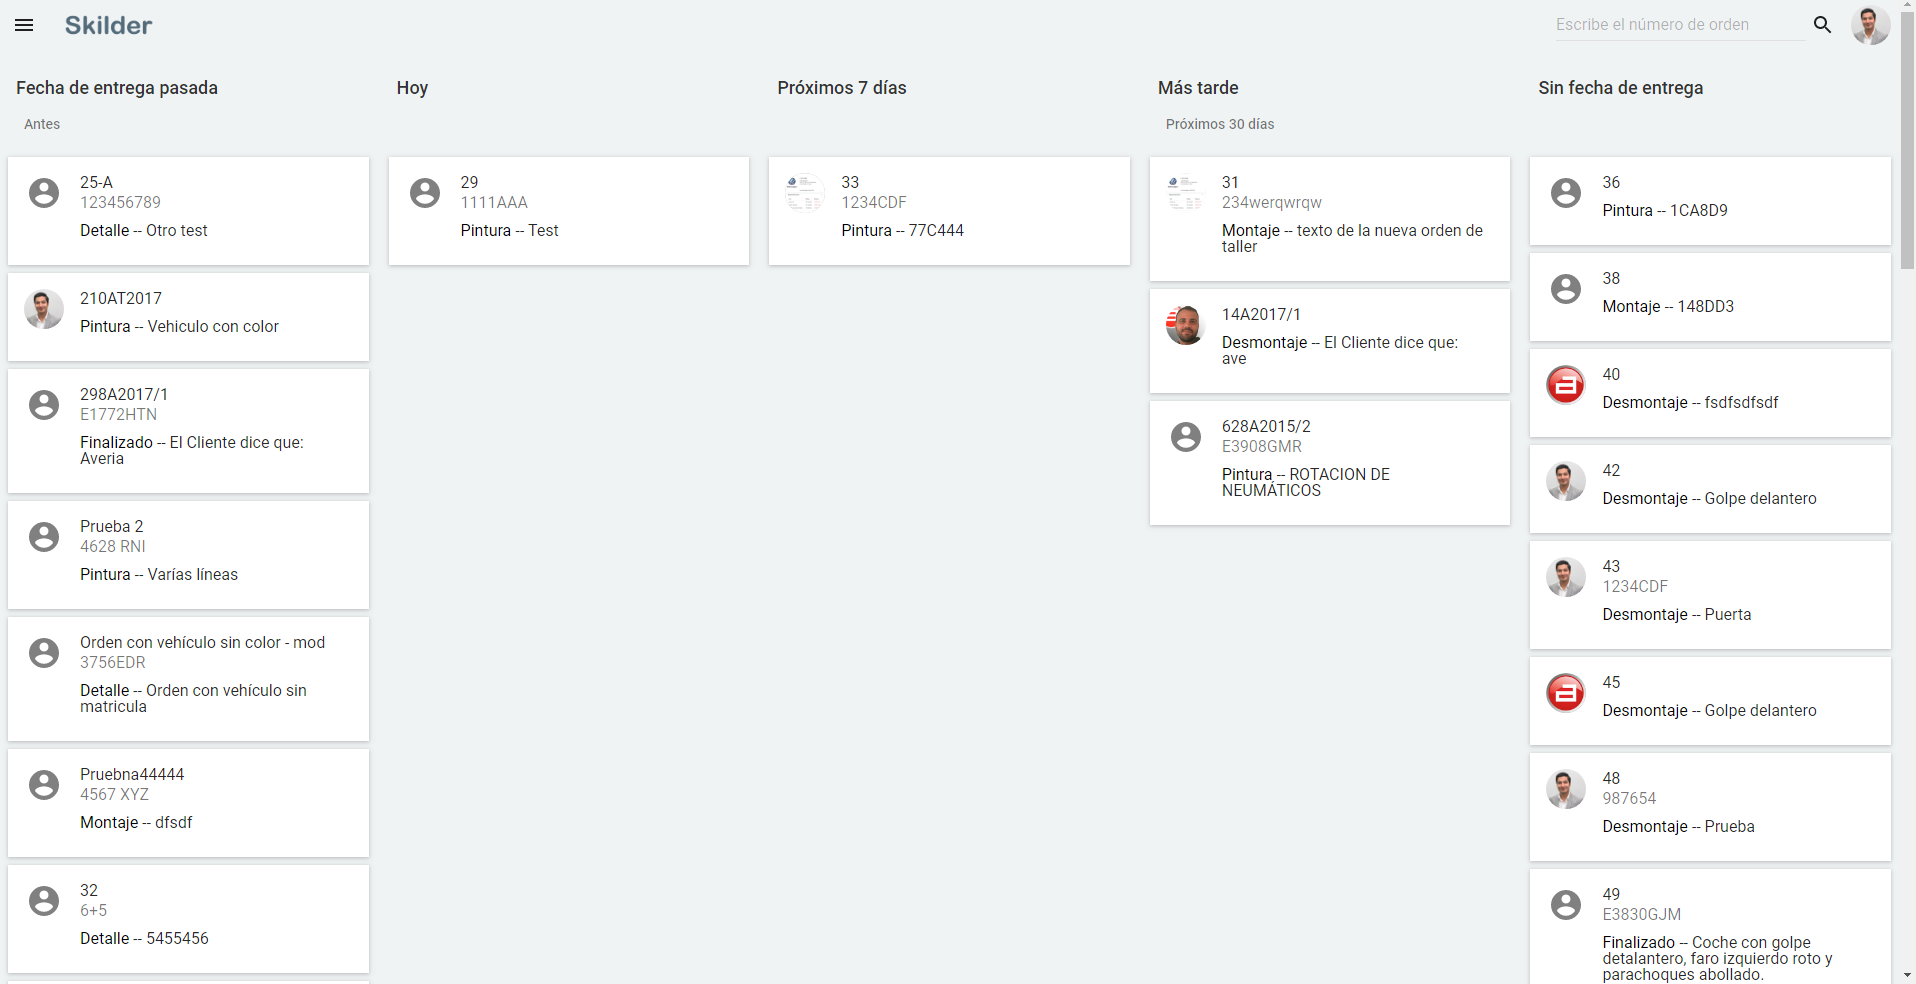 Skilder
Escribe el número de orden
Fecha de entrega pasada
Antes
25-A
123456789
Detalle -- Otro test
210AT2017
Pintura -- Vehiculo con color
298A2017/1
E1772HTN
Finalizado -- El Cliente dice que:
Averia
Prueba 2
4628 RNI
Pintura -- Varías líneas
Orden con vehículo sin color - mod
3756EDR
Detalle -- Orden con vehículo sin
matricula
Pruebna44444
4567 XYZ
Montaje -- dfsdf
32
6+5
Detalle -- 5455456
Hoy
29
1111AAA
Pintura -- Test
Próximos 7 días
33
1234CDF
Pintura -- 77C444
Más tarde
Próximos 30 días
31
234werqwrqw
Montaje -- texto de la nueva orden de
taller
14A2017/1
Desmontaje -- El Cliente dice que:
ave
628A2015/2
E3908GMR
Pintura -- ROTACION DE
NEUMÁTICOS
Sin fecha de entrega
36
Pintura -- 1CA8D9
38
Montaje -- 148DD3
40
Desmontaje -- fsdfsdfsdf
42
Desmontaje -- Golpe delantero
43
1234CDF
Desmontaje -- Puerta
45
Desmontaje -- Golpe delantero
48
987654
Desmontaje -- Prueba
49
E3830GJM
Finalizado -- Coche con golpe
detalantero, faro izquierdo roto y
parachoques abollado.